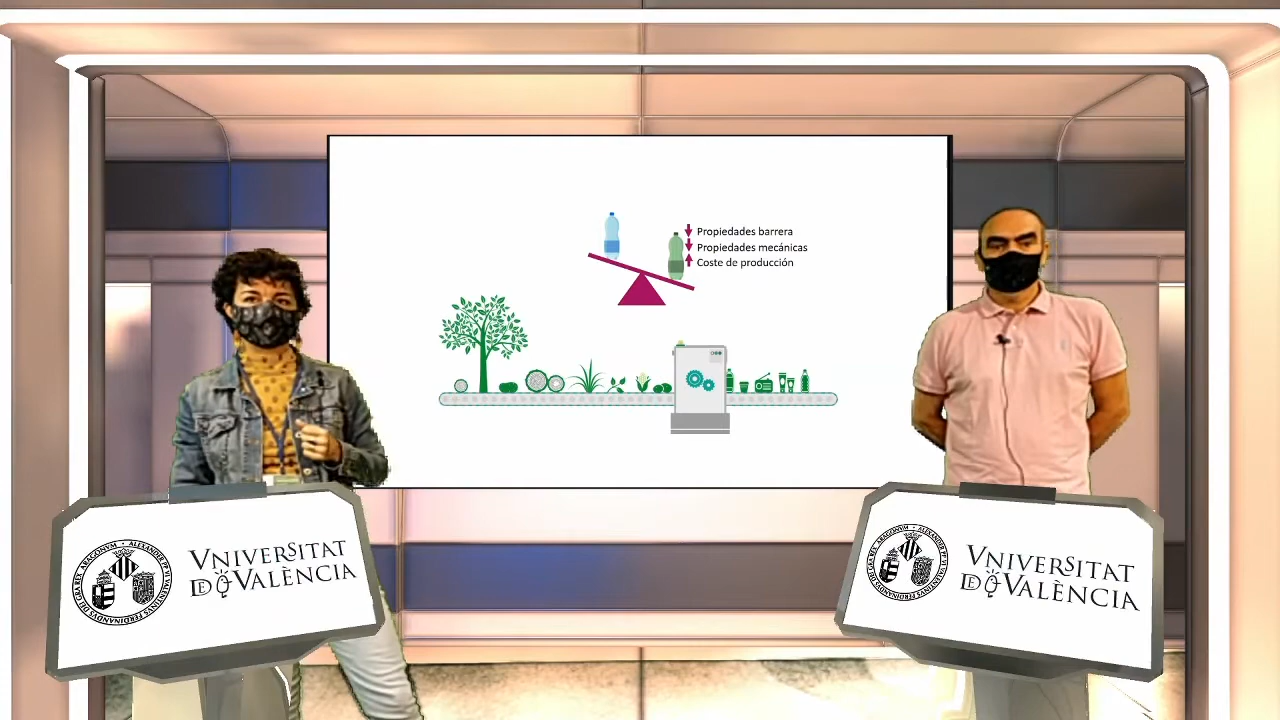 Propiedades barrera
Propiedades mecánicas
Coste de producción
VNIVERSITAT
DE VALÈNCIA
VNIVERSITAT
DE VALÈNCIA